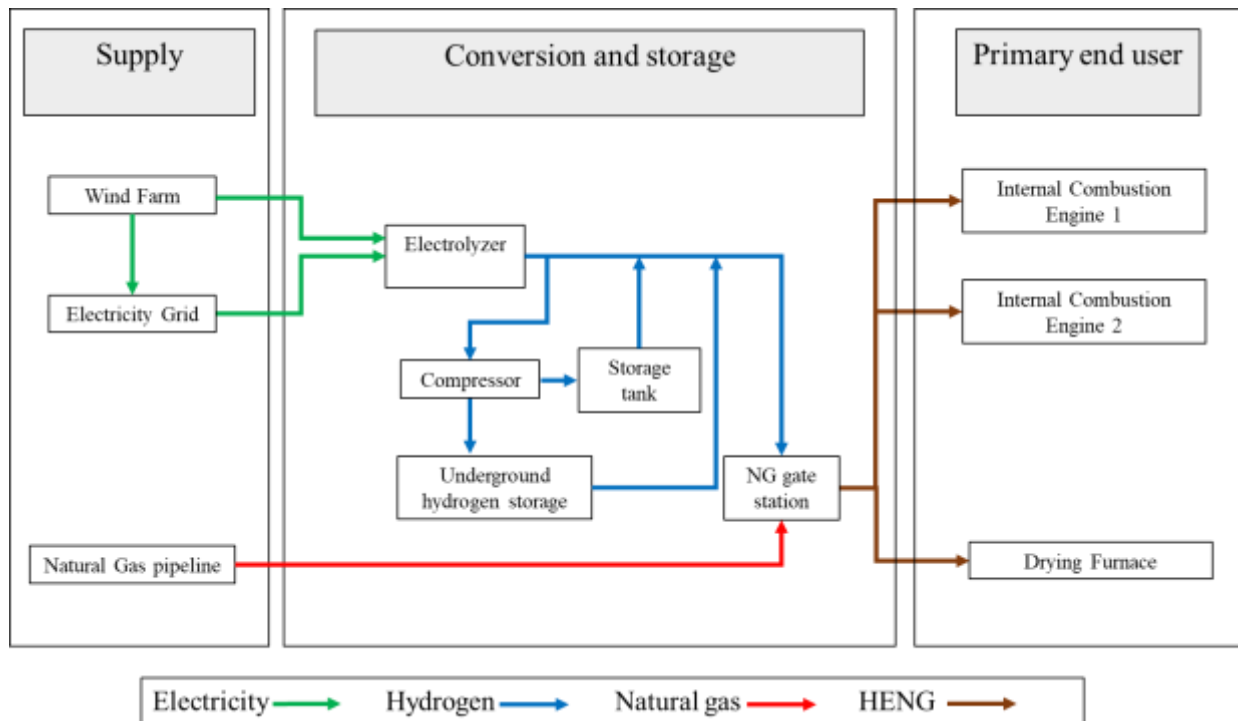 Supply
Conversion and storage
Primary end user
Wind Farm
Electricity Grid
Natural Gas pipeline
Electrolyzer
Compressor
Storage
tank
Underground
hydrogen storage
NG gate
station
Internal Combustion
Engine 1
Internal Combustion
Engine 2
Drying Furnace
Electricity
Hydrogen
Natural gas
HENG